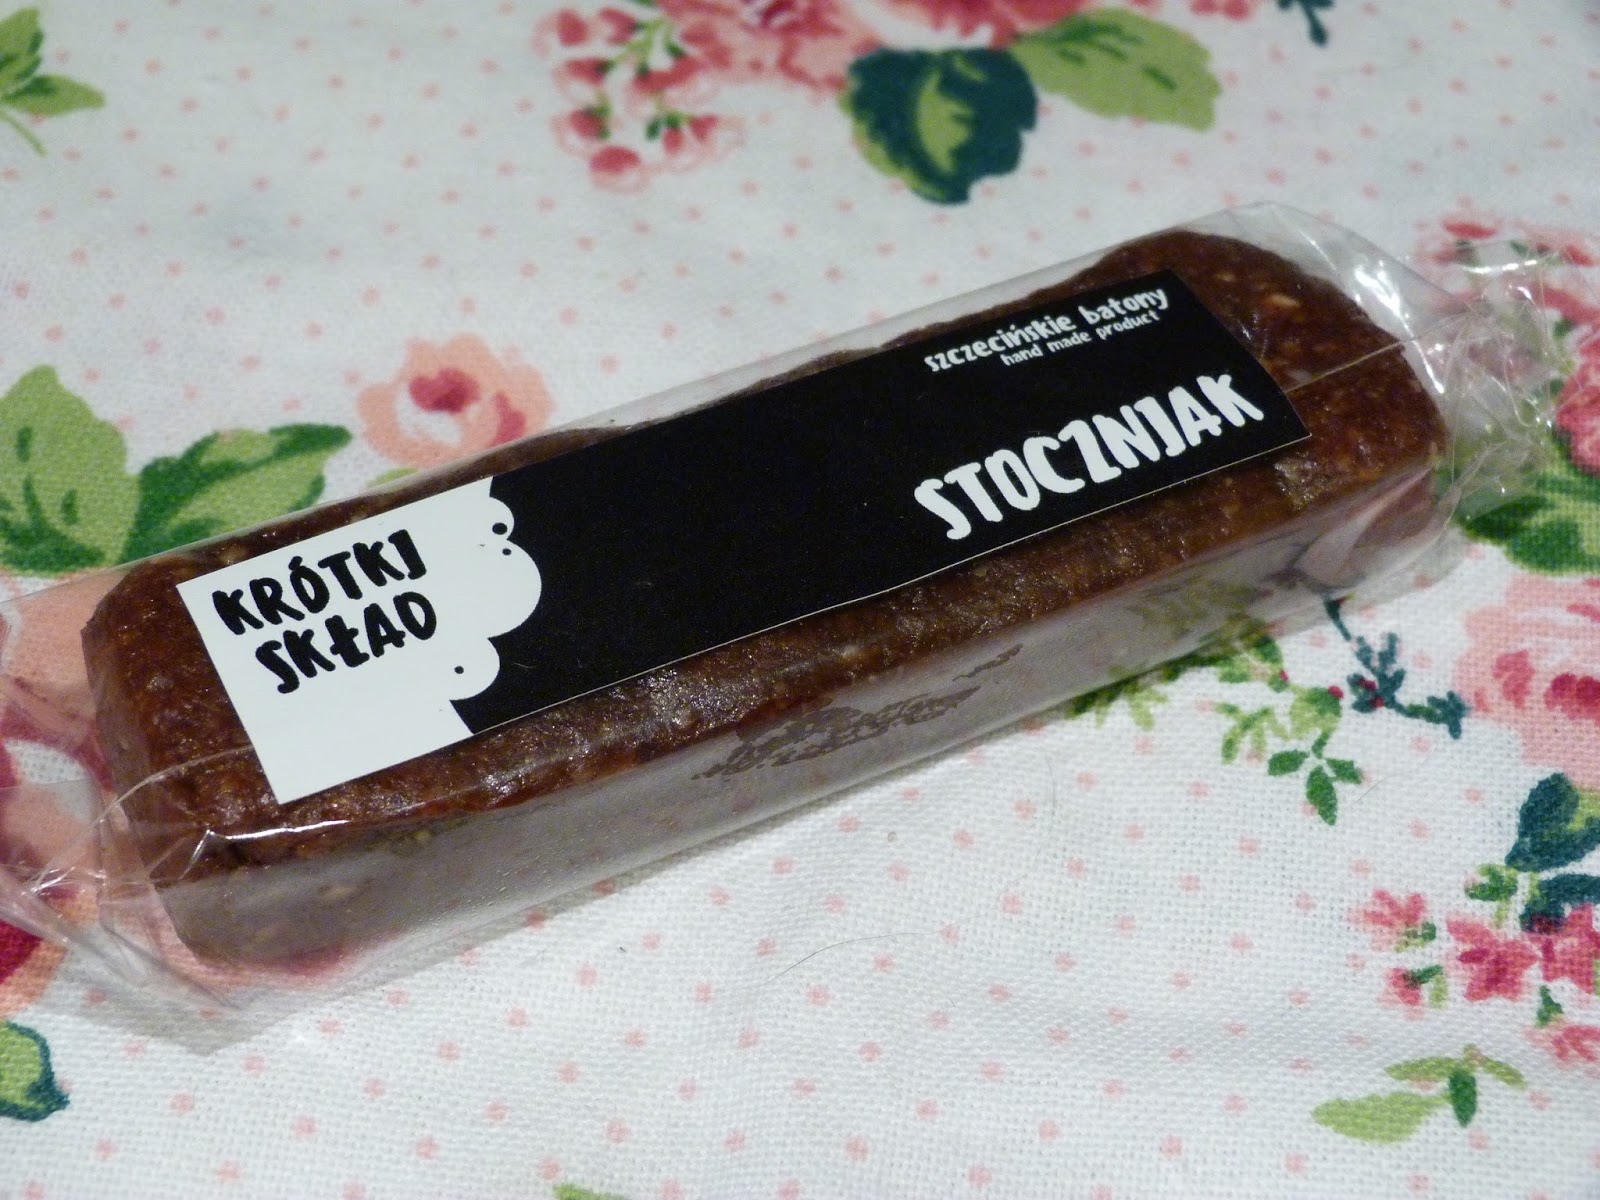 KRÓTKI
SKŁAD
szczecińskie batony
hand made product
STOCZNIAK